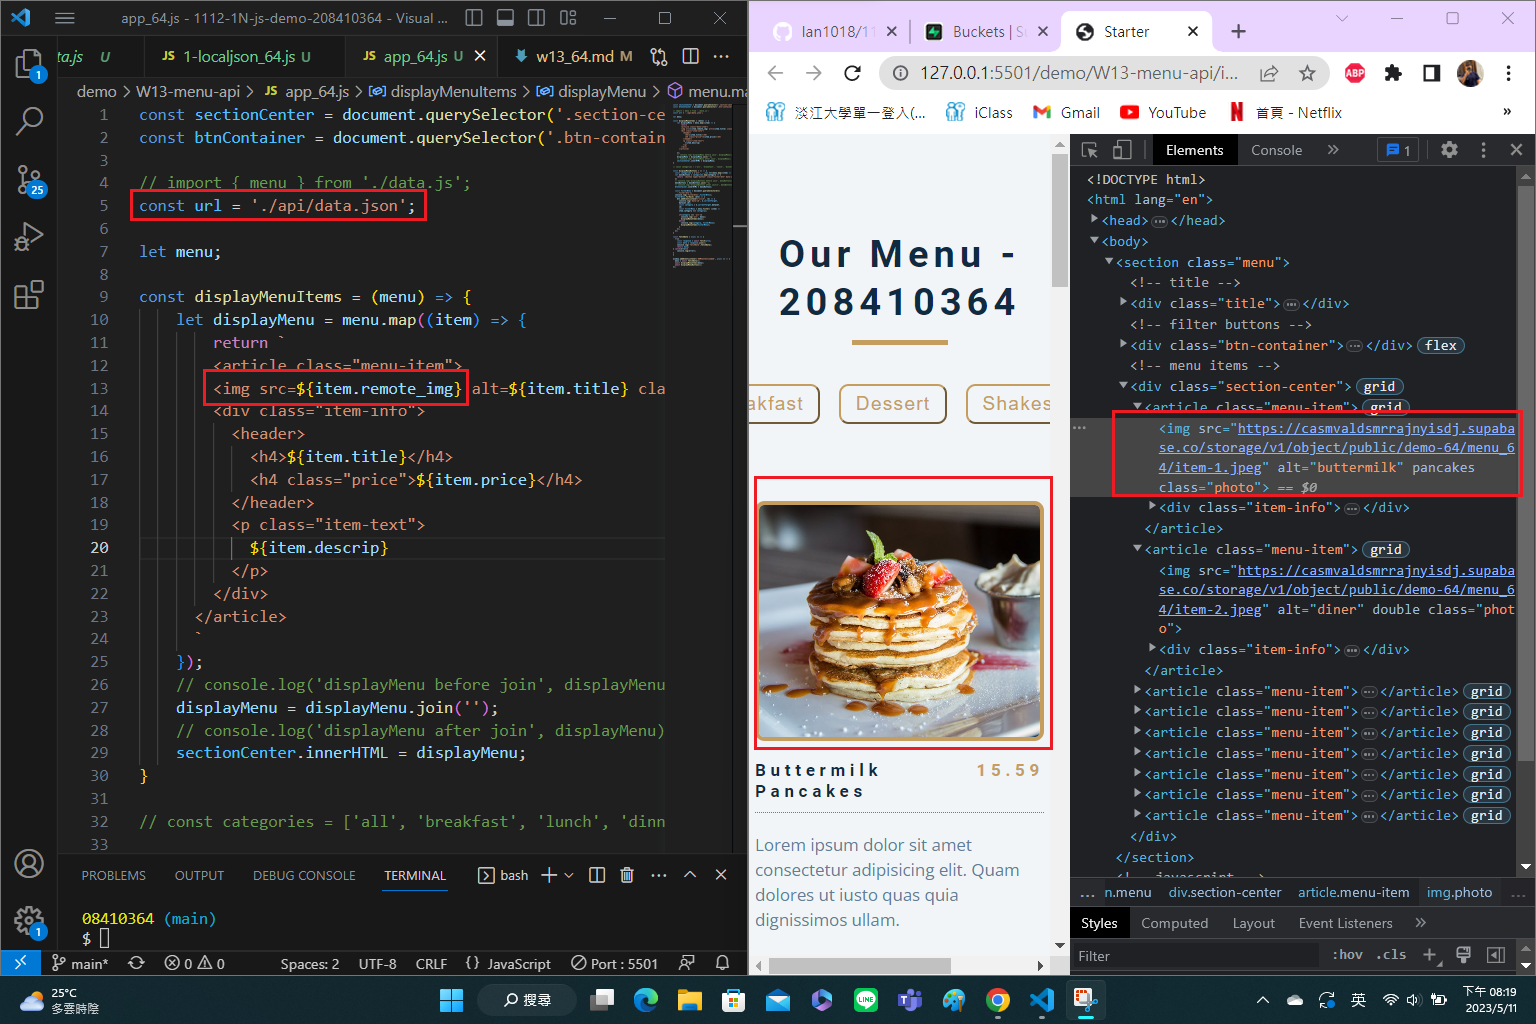 app_64.js - 1112-1N-js-demo-208410364 - Visual ...
ta.js U
JS 1-localjson_64.js U
JS app_64.js U
w13_64.md M
demo > W13-menu-api > JS app_64.js > displayMenuItems > displayMenu > menu.ma
1 const sectionCenter = document.querySelector('.section-ce
2 const btnContainer = document.querySelector('.btn-contain
3
4 // import { menu } from './data.js';
5 const url = './api/data.json';
6
7 let menu;
8
9 const displayMenuItems = (menu) => {
10 let displayMenu = menu.map((item) => {
11 return `
12 <article class="menu-item">
13 <img src=${item.remote_img} alt=${item.title} cla
14 <div class="item-info">
15 <header>
16 <h4>${item.title}</h4>
17 <h4 class="price">${item.price}</h4>
18 </header>
19 <p class="item-text">
20 ${item.descrip}
21 </p>
22 </div>
23 </article>
24 `
25 });
26 // console.log('displayMenu before join', displayMenu
27 displayMenu = displayMenu.join('');
28 // console.log('displayMenu after join', displayMenu)
29 sectionCenter.innerHTML = displayMenu;
30 }
31
32 // const categories = ['all', 'breakfast', 'lunch', 'dinn
33
PROBLEMS OUTPUT DEBUG CONSOLE TERMINAL bash
08410364 (main)
$
1
25
1
main* 0 0 Spaces: 2 UTF-8 CRLF {} JavaScript Port : 5501
lan1018/11
Buckets | Su
Starter
127.0.0.1:5501/demo/W13-menu-api/i...
ABP
淡江大學單一登入(... iClass Gmail YouTube 首頁 - Netflix »
Our Menu -
208410364
akfast Dessert Shakes
Buttermilk 15.59
Pancakes
Lorem ipsum dolor sit amet
consectetur adipisicing elit. Quam
dolores ut iusto quas quia
dignissimos ullam.
Elements Console » 1
<!DOCTYPE html>
<html lang="en">
<head> ... </head>
<body>
<section class="menu">
<!-- title -->
<div class="title"> ... </div>
<!-- filter buttons -->
<div class="btn-container"> ... </div> flex
<!-- menu items -->
<div class="section-center"> grid
<article class="menu-item"> grid
<img src="https://casmvaldsmrrajnyisdj.supaba
se.co/storage/v1/object/public/demo-64/menu_6
4/item-1.jpeg" alt="buttermilk" pancakes
class="photo"> == $0
<div class="item-info"> ... </div>
</article>
<article class="menu-item"> grid
<img src="https://casmvaldsmrrajnyisdj.supaba
se.co/storage/v1/object/public/demo-64/menu_6
4/item-2.jpeg" alt="diner" double class="phot
o">
<div class="item-info"> ... </div>
</article>
<article class="menu-item"> ... </article> grid
<article class="menu-item"> ... </article> grid
<article class="menu-item"> ... </article> grid
<article class="menu-item"> ... </article> grid
<article class="menu-item"> ... </article> grid
<article class="menu-item"> ... </article> grid
<article class="menu-item"> ... </article> grid
</div>
</section>
... n.menu div.section-center article.menu-item img.photo ...
Styles Computed Layout Event Listeners »
Filter :hov .cls
25°C
多雲時陰
搜尋
英
下午 08:19
2023/5/11